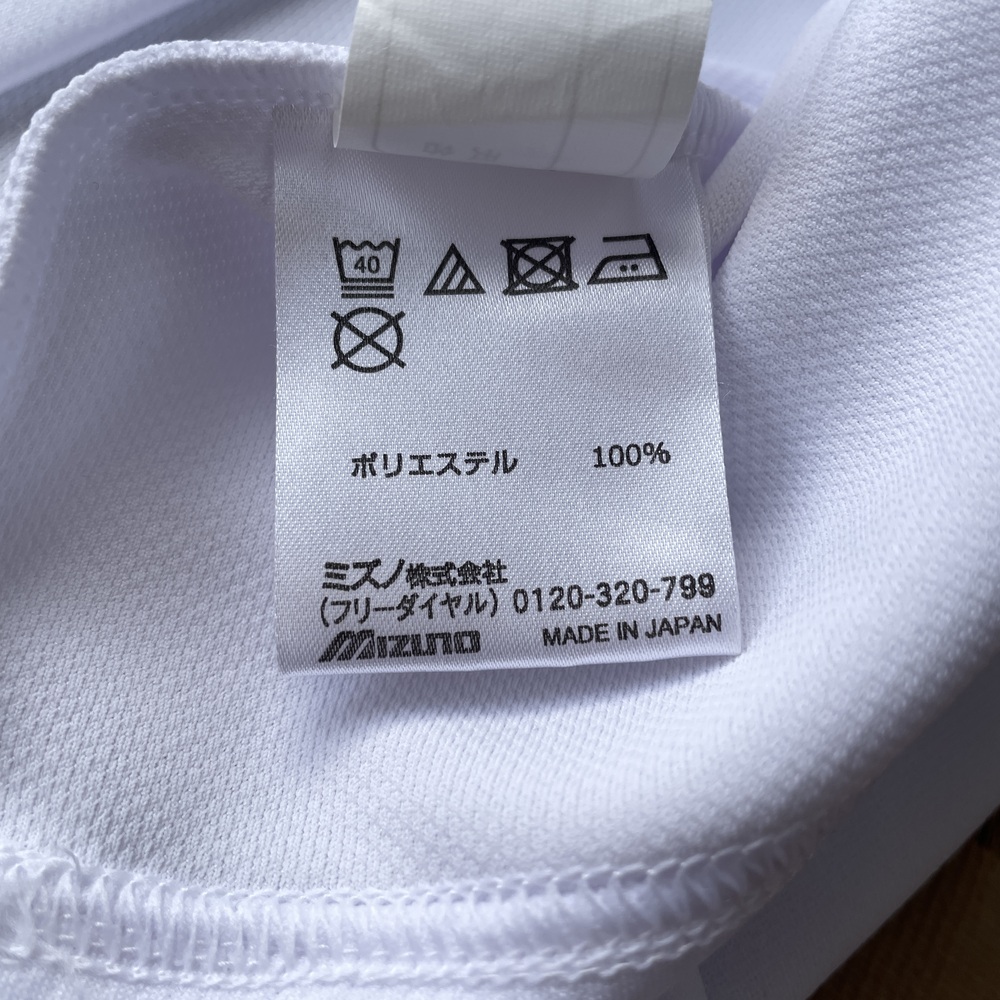 40
ポリエステル 100%
ミズノ株式会社
(フリーダイヤル) 0120-320-799
MIZUNO MADE IN JAPAN